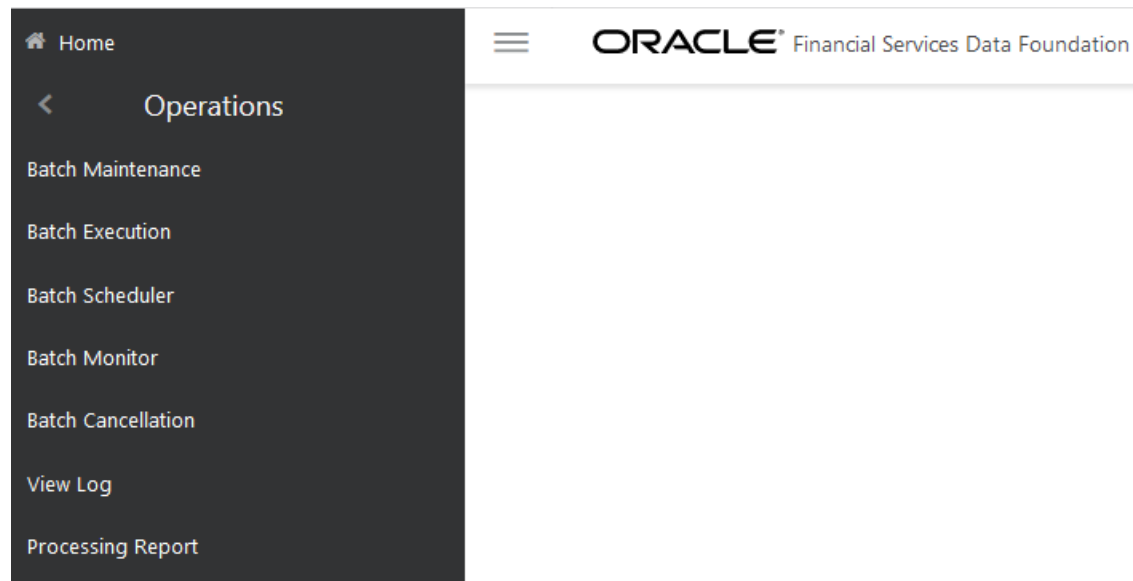 Home
Operations
Batch Maintenance
Batch Execution
Batch Scheduler
Batch Monitor
Batch Cancellation
View Log
Processing Report
ORACLE® Financial Services Data Foundation